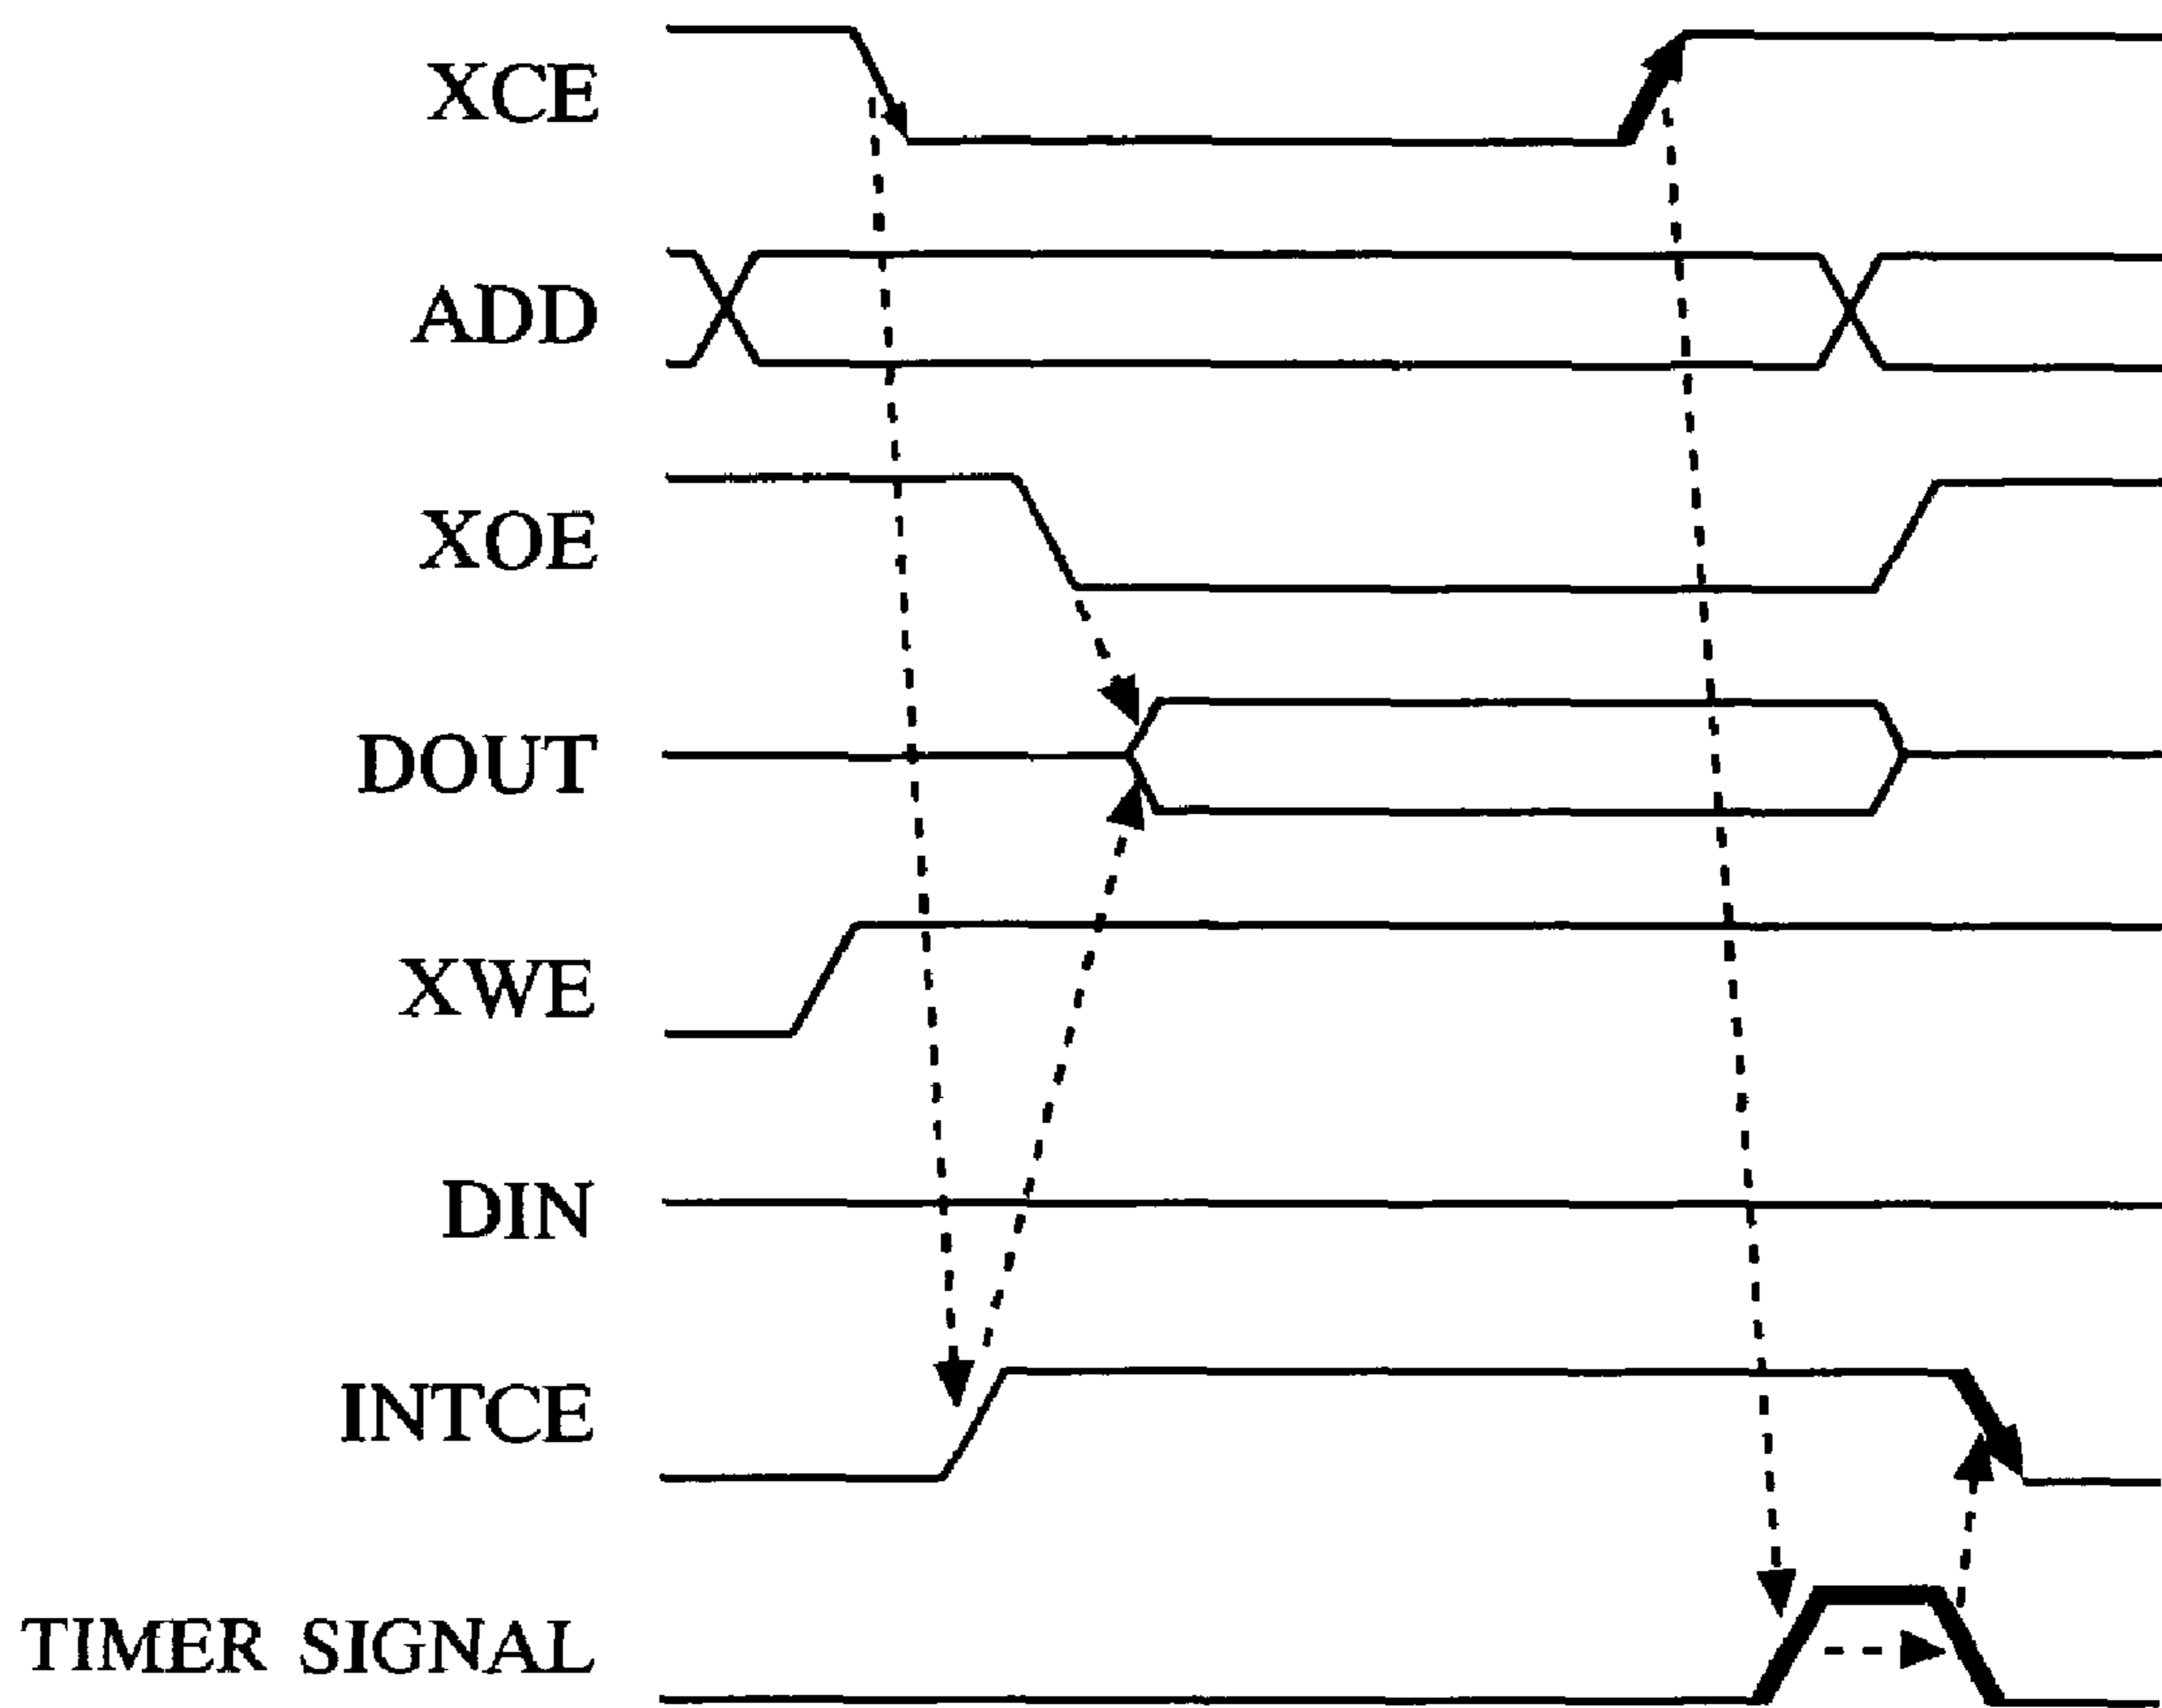 XCE
ADD
XOE
DOUT
XWE
DIN
INTCE
TIMER SIGNAL